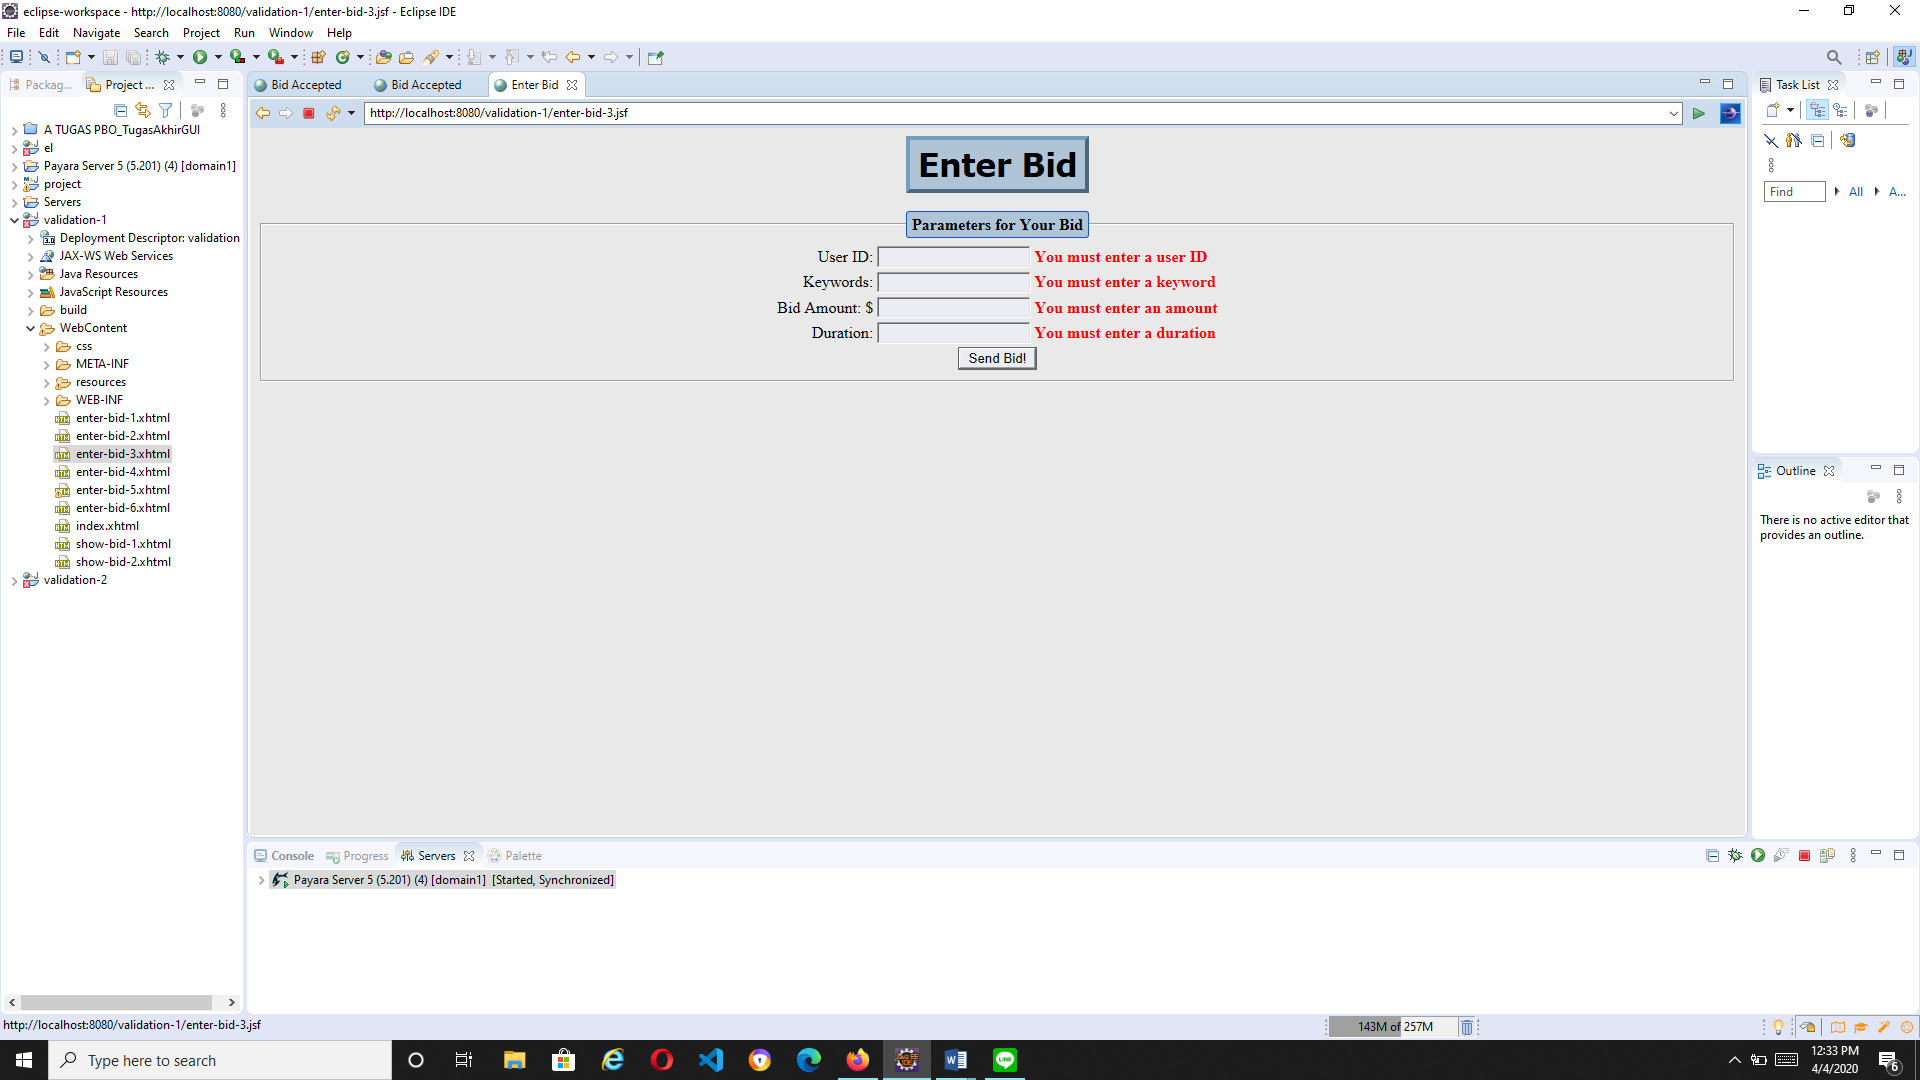 eclipse-workspace - http://localhost:8080/validation-1/enter-bid-3.jsf - Eclipse IDE
File Edit Navigate Search Project Run Window Help
Packag... Project ...
A TUGAS PBO_TugasAkhirGUI
el
Payara Server 5 (5.201) (4) [domain1]
project
Servers
validation-1
Deployment Descriptor: validation
JAX-WS Web Services
Java Resources
JavaScript Resources
build
WebContent
css
META-INF
resources
WEB-INF
enter-bid-1.xhtml
enter-bid-2.xhtml
enter-bid-3.xhtml
enter-bid-4.xhtml
enter-bid-5.xhtml
enter-bid-6.xhtml
index.xhtml
show-bid-1.xhtml
show-bid-2.xhtml
validation-2
Bid Accepted Bid Accepted Enter Bid
http://localhost:8080/validation-1/enter-bid-3.jsf
Enter Bid
Parameters for Your Bid
User ID: You must enter a user ID
Keywords: You must enter a keyword
Bid Amount: $ You must enter an amount
Duration: You must enter a duration
Send Bid!
Task List
Find All A...
Outline
There is no active editor that
provides an outline.
Console Progress Servers Palette
Payara Server 5 (5.201) (4) [domain1] [Started, Synchronized]
http://localhost:8080/validation-1/enter-bid-3.jsf
143M of 257M
Type here to search
12:33 PM
4/4/2020
6